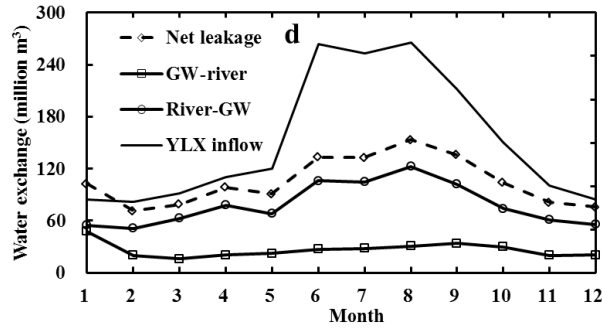 300
240
180
120
60
0
Water exchange (million m³)
d
Net leakage
GW-river
River-GW
YLX inflow
1 2 3 4 5 6 7 8 9 10 11 12
Month